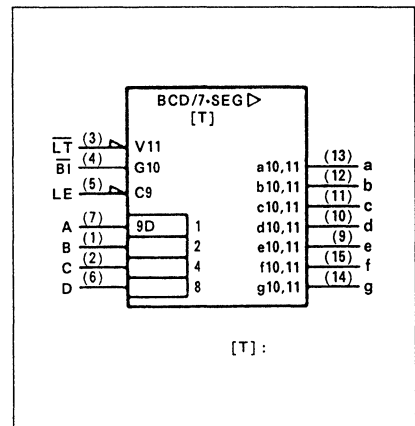 BCD/7•SEG ▷
[T]
L̅T̅ (3) V11
B̅I̅ (4) G10
LE (5) C9
A (7) 9D 1
B (1) 2
C (2) 4
D (6) 8
a10,11 (13) a
b10,11 (12) b
c10,11 (11) c
d10,11 (10) d
e10,11 (9) e
f10,11 (15) f
g10,11 (14) g
[T] :